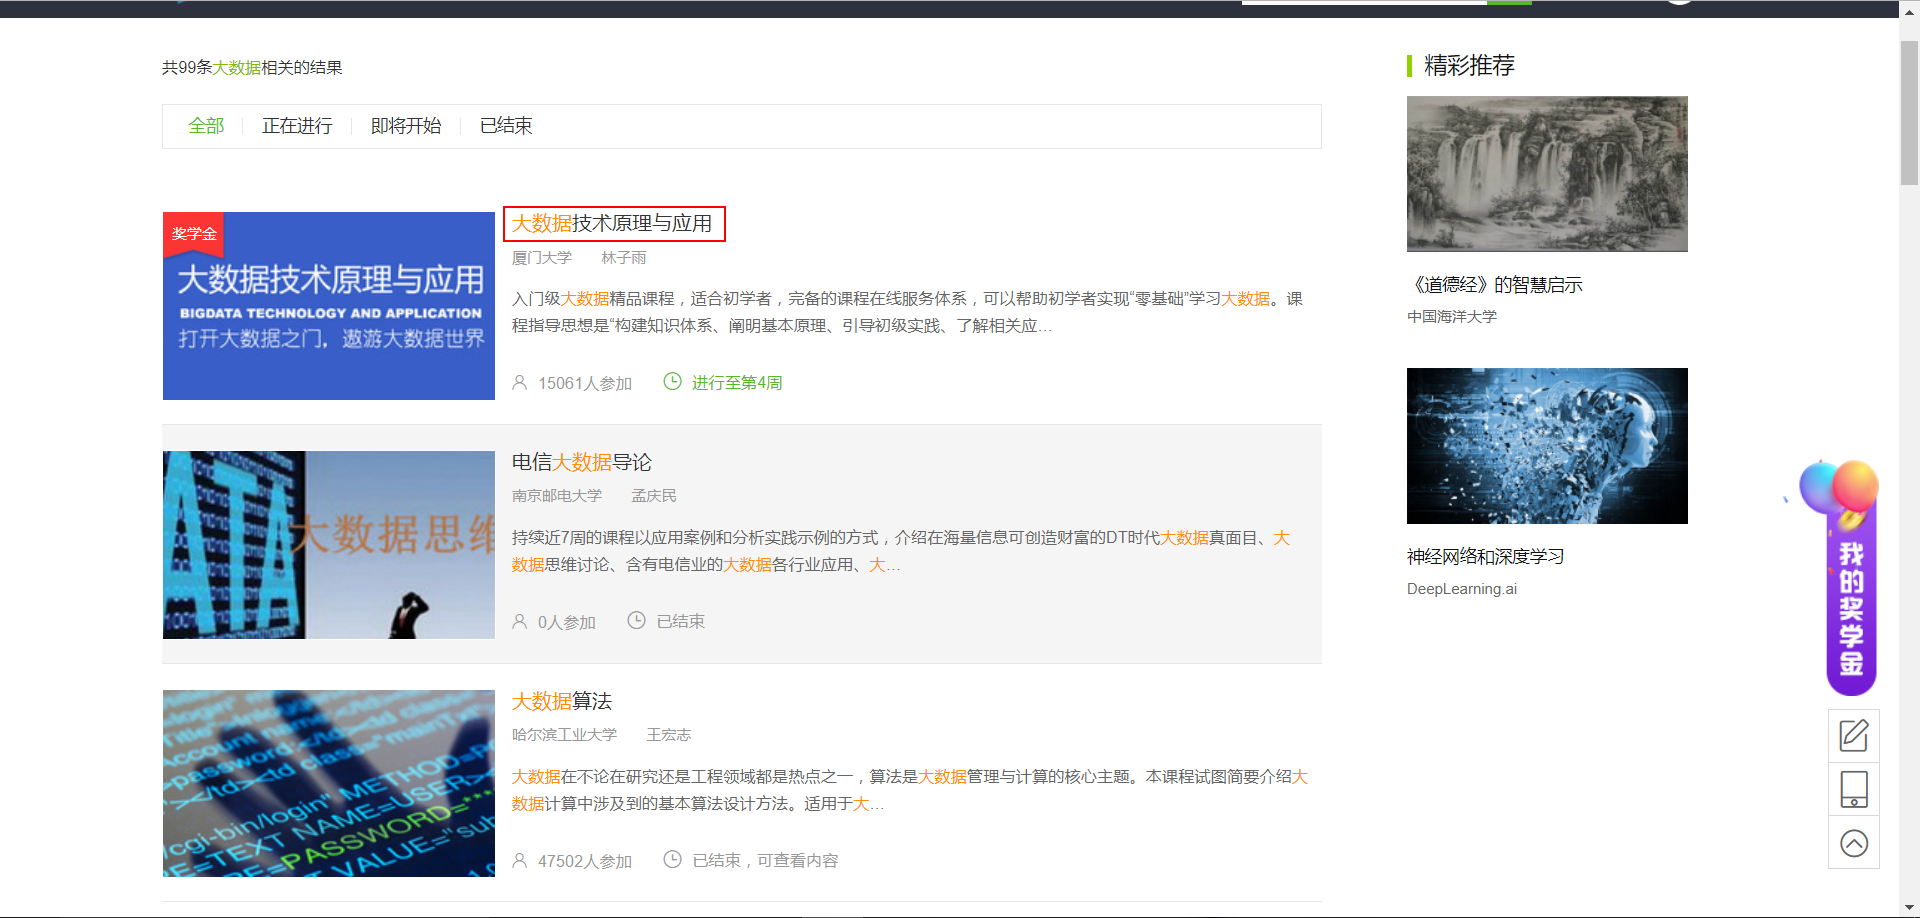 共99条大数据相关的结果
全部
正在进行
即将开始
已结束
奖学金
大数据技术原理与应用
BIGDATA TECHNOLOGY AND APPLICATION
打开大数据之门，遨游大数据世界
大数据技术原理与应用
厦门大学 林子雨
入门级大数据精品课程，适合初学者，完备的课程在线服务体系，可以帮助初学者实现“零基础”学习大数据。课
程指导思想是“构建知识体系、阐明基本原理、引导初级实践、了解相关应...
15061人参加 进行至第4周
大数据思维
电信大数据导论
南京邮电大学 孟庆民
持续近7周的课程以应用案例和分析实践示例的方式，介绍在海量信息可创造财富的DT时代大数据真面目、大
数据思维讨论、含有电信业的大数据各行业应用、大...
0人参加 已结束
大数据算法
哈尔滨工业大学 王宏志
大数据在不论在研究还是工程领域都是热点之一，算法是大数据管理与计算的核心主题。本课程试图简要介绍大
数据计算中涉及到的基本算法设计方法。适用于大...
47502人参加 已结束，可查看内容
精彩推荐
《道德经》的智慧启示
中国海洋大学
神经网络和深度学习
DeepLearning.ai
我的奖学金